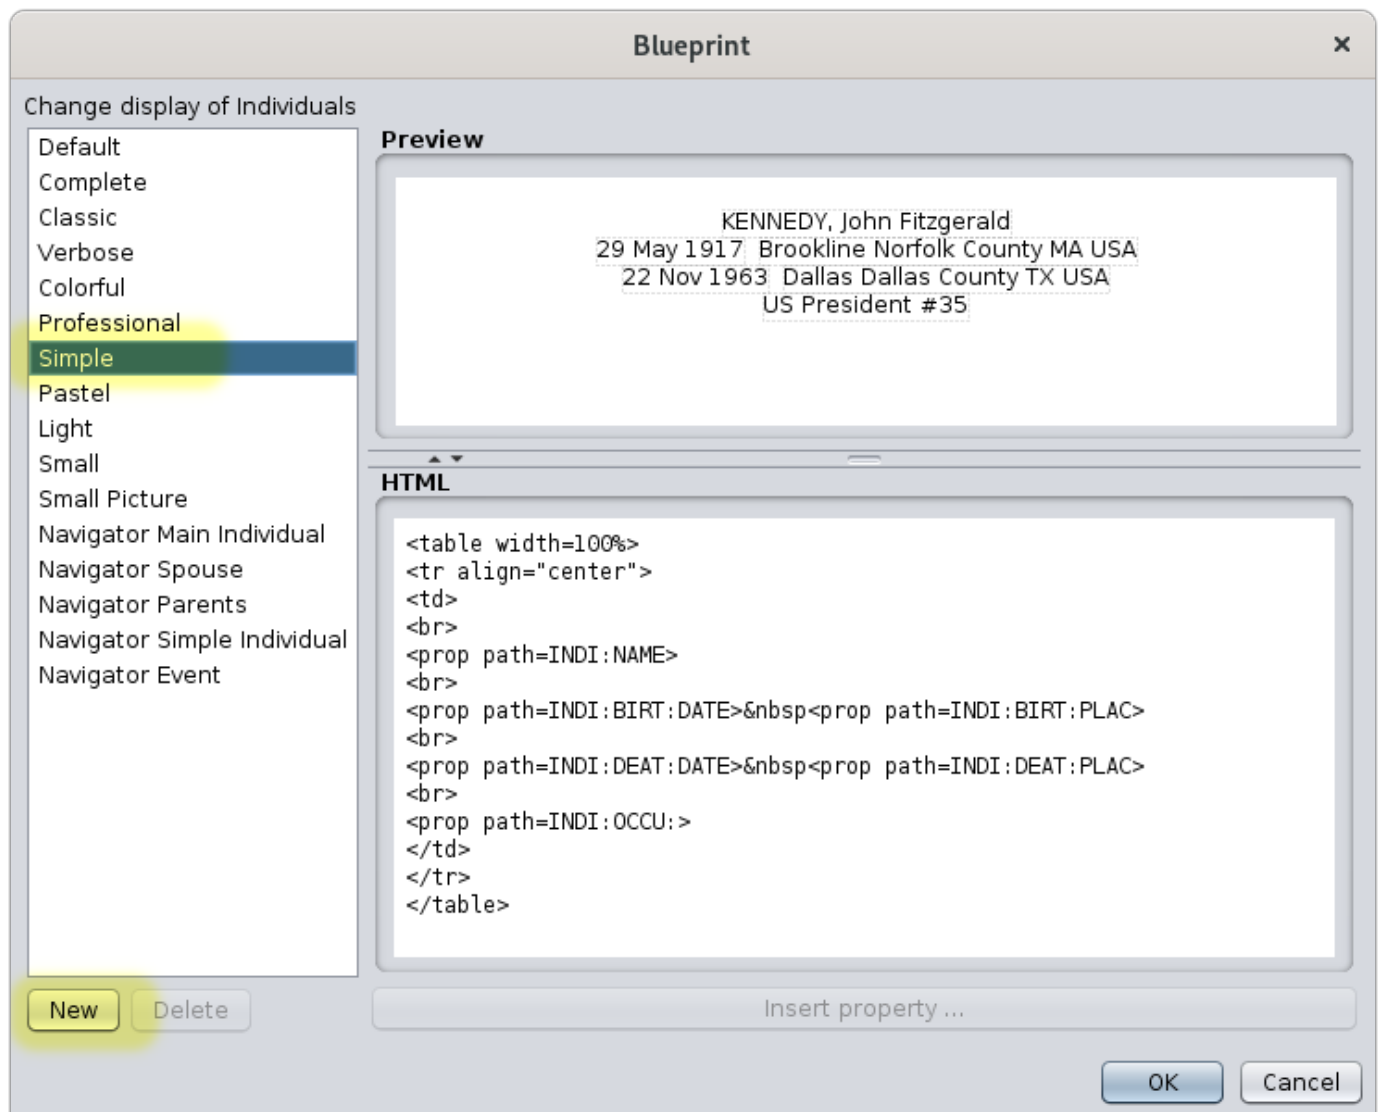 Blueprint
Change display of Individuals
Default
Complete
Classic
Verbose
Colorful
Professional
Simple
Pastel
Light
Small
Small Picture
Navigator Main Individual
Navigator Spouse
Navigator Parents
Navigator Simple Individual
Navigator Event
New
Delete
Preview
KENNEDY, John Fitzgerald
29 May 1917 Brookline Norfolk County MA USA
22 Nov 1963 Dallas Dallas County TX USA
US President #35
HTML
<table width=100%>
<tr align="center">
<td>
<br>
<prop path=INDI:NAME>
<br>
<prop path=INDI:BIRT:DATE>&nbsp<prop path=INDI:BIRT:PLAC>
<br>
<prop path=INDI:DEAT:DATE>&nbsp<prop path=INDI:DEAT:PLAC>
<br>
<prop path=INDI:OCCU:>
</td>
</tr>
</table>
Insert property ...
OK
Cancel